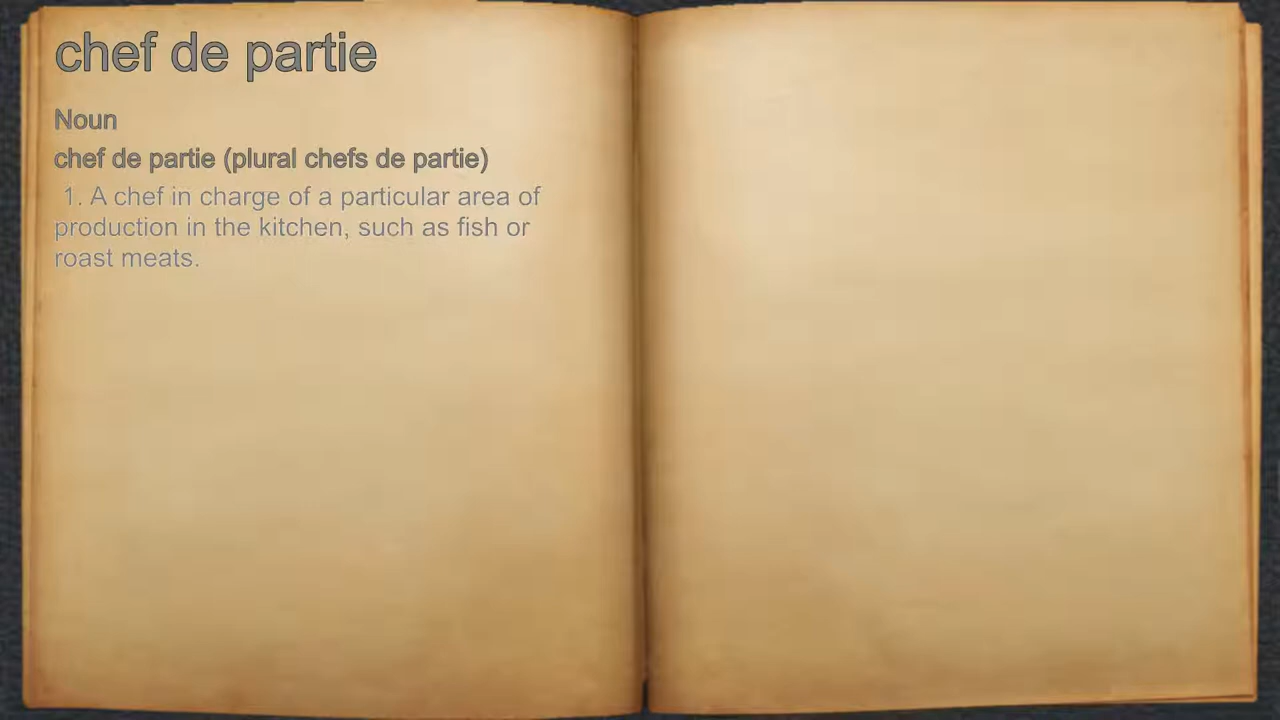 chef de partie
Noun
chef de partie (plural chefs de partie)
1. A chef in charge of a particular area of
production in the kitchen, such as fish or
roast meats.